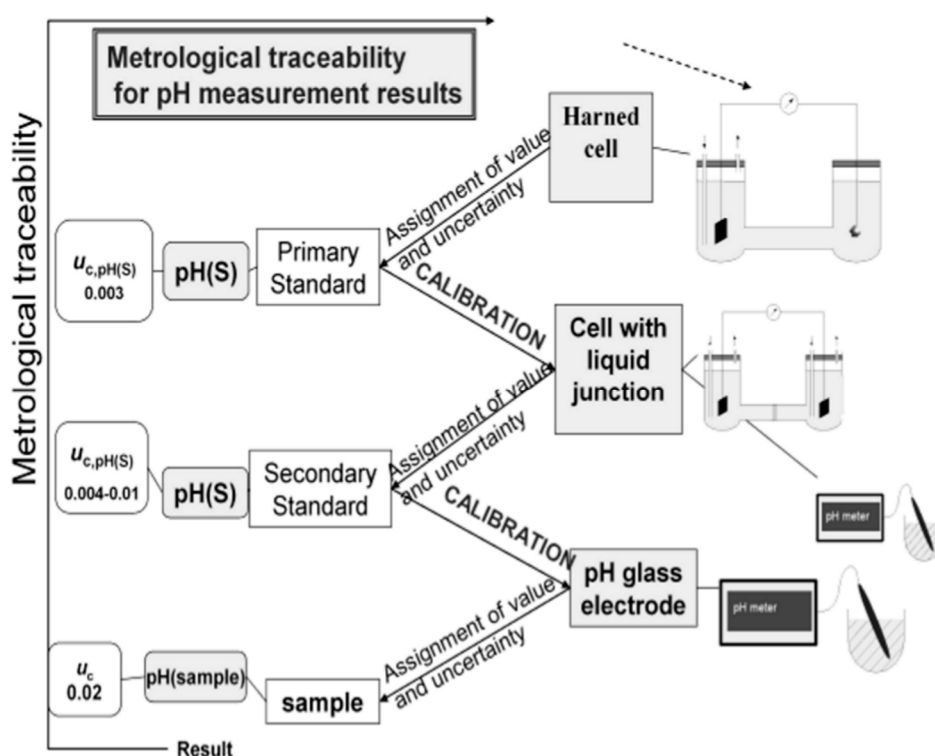 Metrological traceability
Metrological traceability
for pH measurement results
Harned
cell
Assignment of value
and uncertainty
uc,pH(S)
0.003
pH(S)
Primary
Standard
CALIBRATION
Cell with
liquid
junction
Assignment of value
and uncertainty
uc,pH(S)
0.004-0.01
pH(S)
Secondary
Standard
CALIBRATION
pH meter
pH glass
electrode
pH meter
Assignment of value
and uncertainty
uc
0.02
pH(sample)
sample
Result